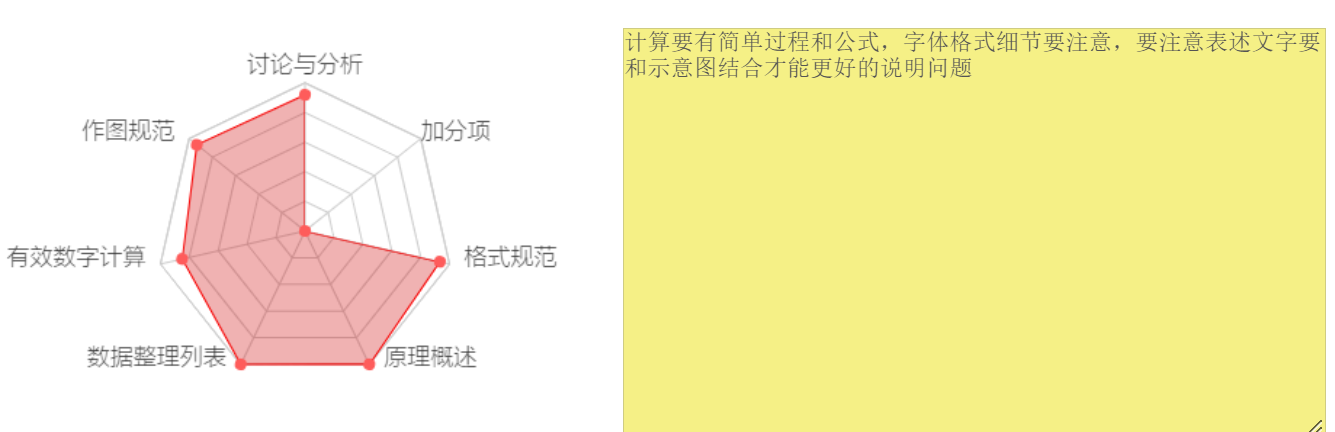 讨论与分析
作图规范
加分项
有效数字计算
格式规范
数据整理列表
原理概述
计算要有简单过程和公式，字体格式细节要注意，要注意表述文字要
和示意图结合才能更好的说明问题